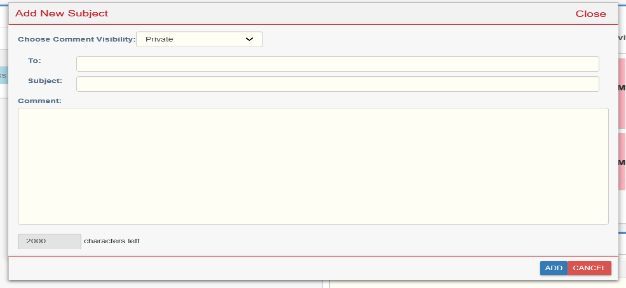 Add New Subject
Close
Choose Comment Visibility: Private
To:
Subject:
Comment:
2000 characters left
ADD CANCEL